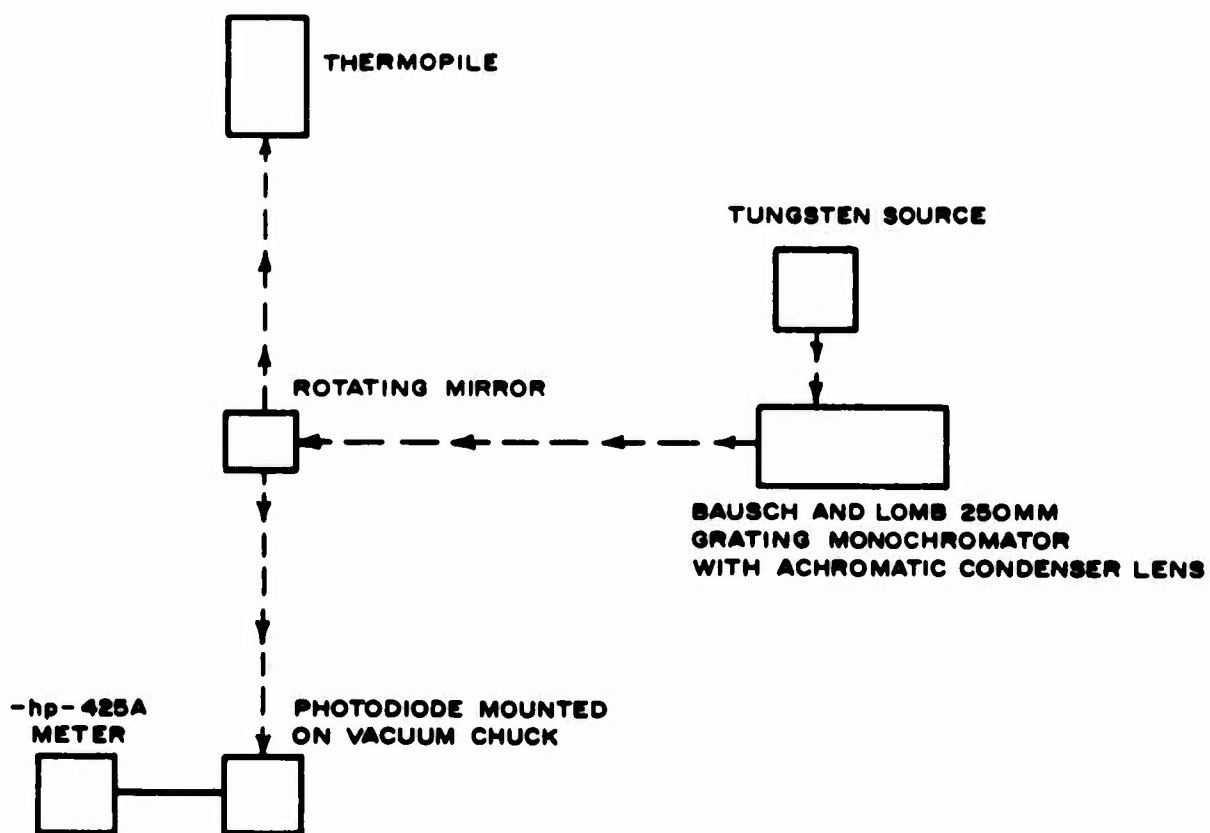 THERMOPILE
TUNGSTEN SOURCE
ROTATING MIRROR
BAUSCH AND LOMB 250MM
GRATING MONOCHROMATOR
WITH ACHROMATIC CONDENSER LENS
-hp-425A
METER
PHOTODIODE MOUNTED
ON VACUUM CHUCK